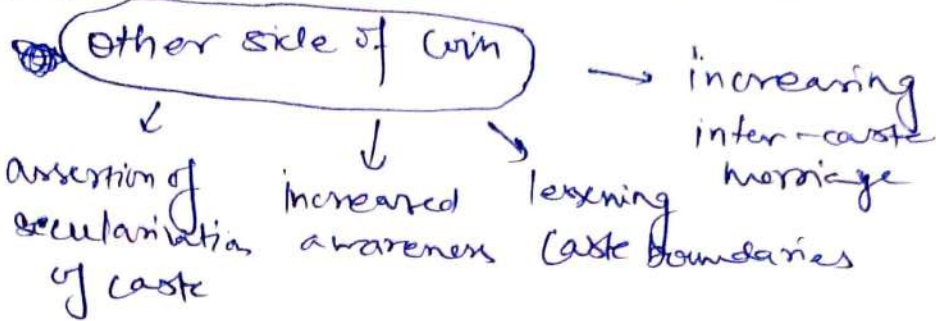 other side of coin
assertion of
secularisation
of caste
increased
awareness
lessening
caste boundaries
increasing
inter-caste
marriage